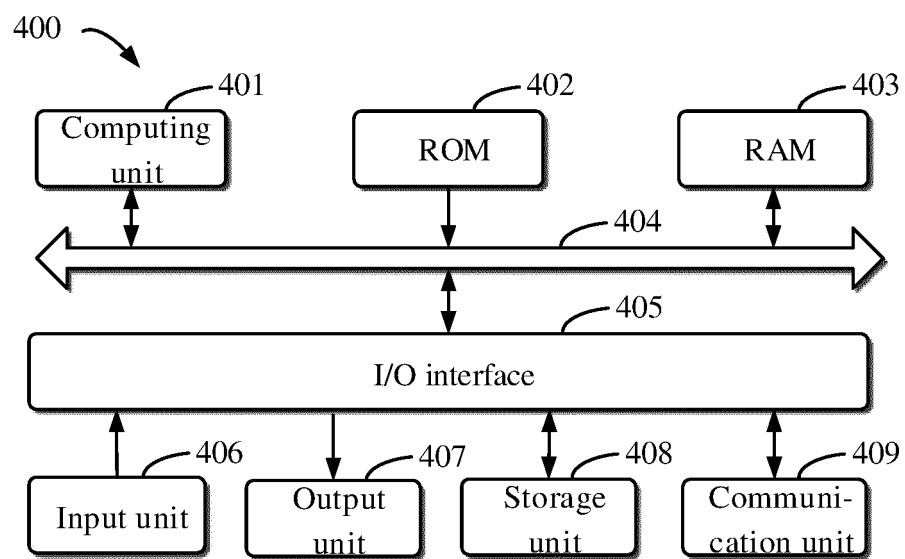 400
401
402
403
Computing
unit
ROM
RAM
404
405
I/O interface
406
407
408
409
Input unit
Output
unit
Storage
unit
Communi-
cation unit